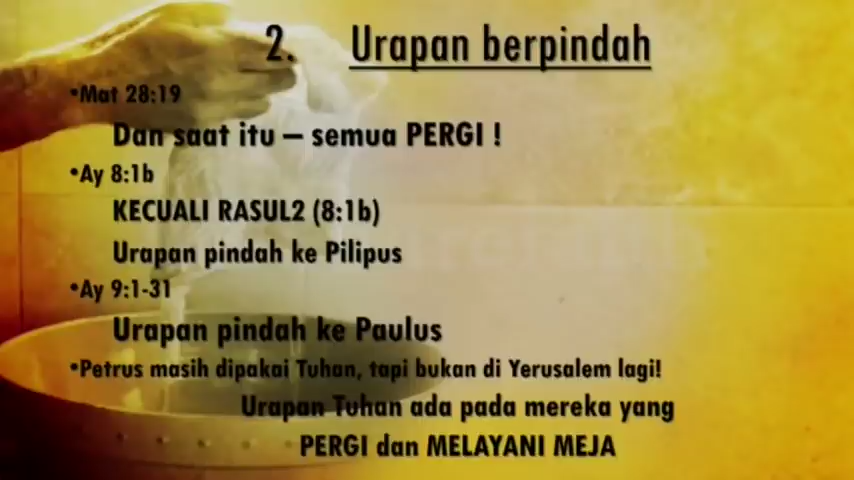 2. Urapan berpindah
•Mat 28:19
Dan saat itu – semua PERGI !
•Ay 8:1b
KECUALI RASUL2 (8:1b)
Urapan pindah ke Pilipus
•Ay 9:1-31
Urapan pindah ke Paulus
•Petrus masih dipakai Tuhan, tapi bukan di Yerusalem lagi!
Urapan Tuhan ada pada mereka yang
PERGI dan MELAYANI MEJA